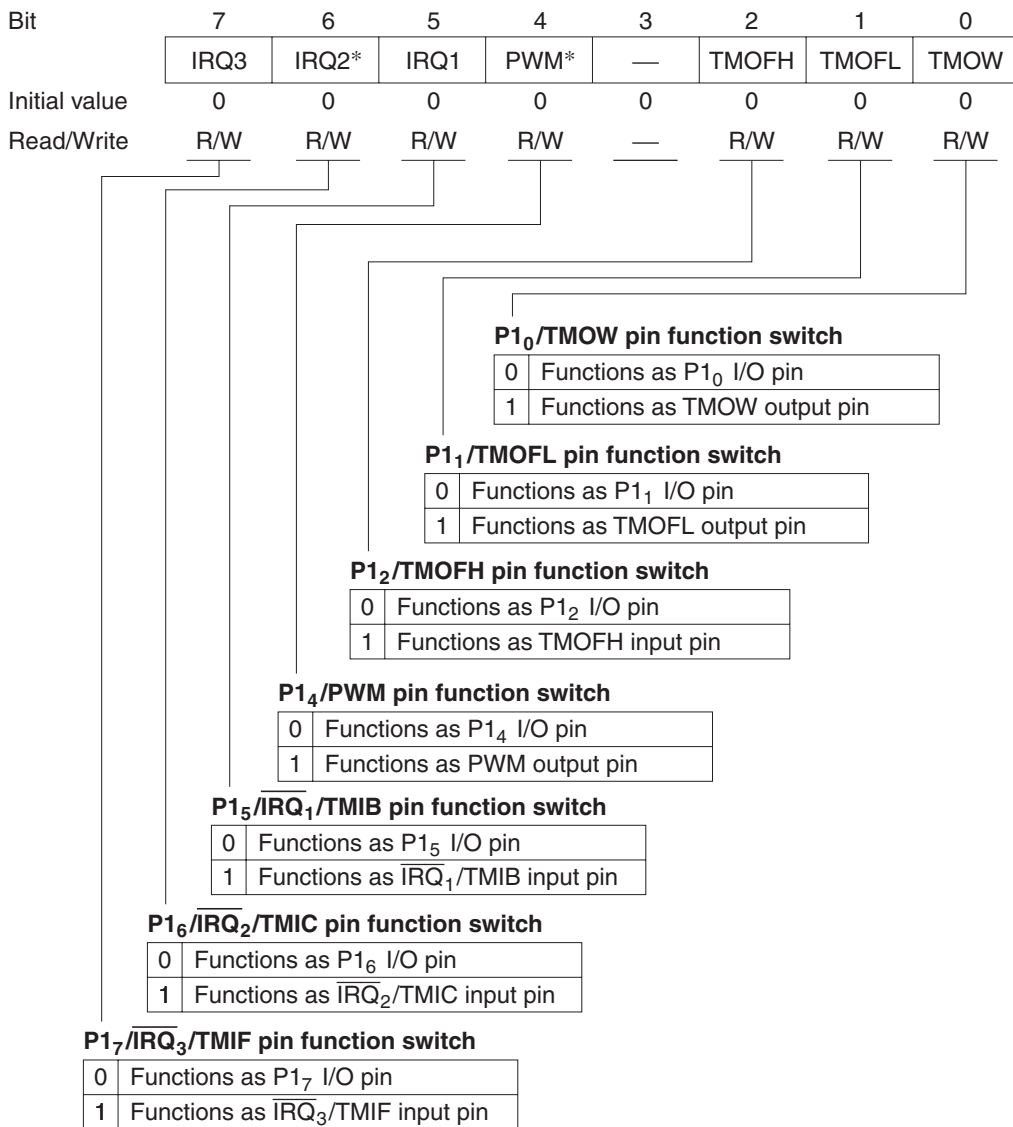 Bit 7 6 5 4 3 2 1 0
IRQ3 IRQ2* IRQ1 PWM* — TMOFH TMOFL TMOW
Initial value 0 0 0 0 0 0 0 0
Read/Write R/W R/W R/W R/W — R/W R/W R/W
P1₀/TMOW pin function switch
0 Functions as P1₀ I/O pin
1 Functions as TMOW output pin
P1₁/TMOFL pin function switch
0 Functions as P1₁ I/O pin
1 Functions as TMOFL output pin
P1₂/TMOFH pin function switch
0 Functions as P1₂ I/O pin
1 Functions as TMOFH input pin
P1₄/PWM pin function switch
0 Functions as P1₄ I/O pin
1 Functions as PWM output pin
P1₅/I̅R̅Q̅₁/TMIB pin function switch
0 Functions as P1₅ I/O pin
1 Functions as I̅R̅Q̅₁/TMIB input pin
P1₆/I̅R̅Q̅₂/TMIC pin function switch
0 Functions as P1₆ I/O pin
1 Functions as I̅R̅Q̅₂/TMIC input pin
P1₇/I̅R̅Q̅₃/TMIF pin function switch
0 Functions as P1₇ I/O pin
1 Functions as I̅R̅Q̅₃/TMIF input pin